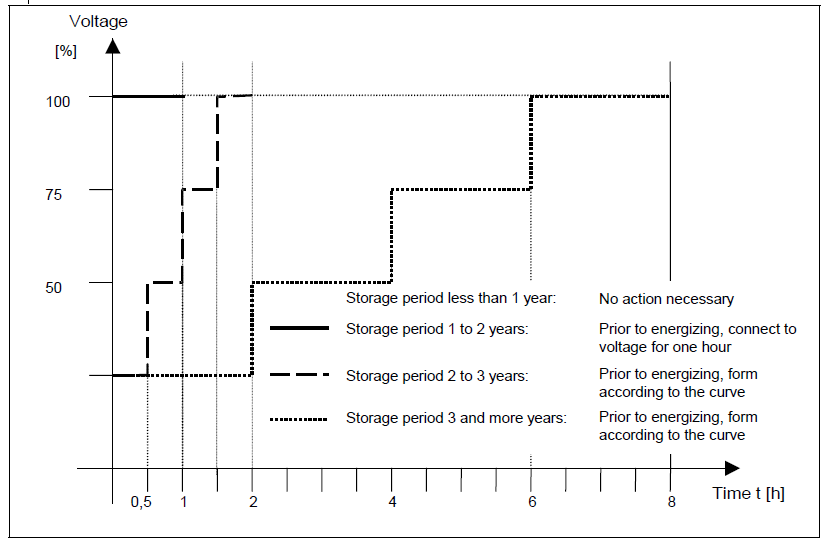 Voltage
[%]
100
75
50
Storage period less than 1 year: No action necessary
Storage period 1 to 2 years: Prior to energizing, connect to
voltage for one hour
Storage period 2 to 3 years: Prior to energizing, form
according to the curve
Storage period 3 and more years: Prior to energizing, form
according to the curve
0,5 1 2 4 6 8
Time t [h]